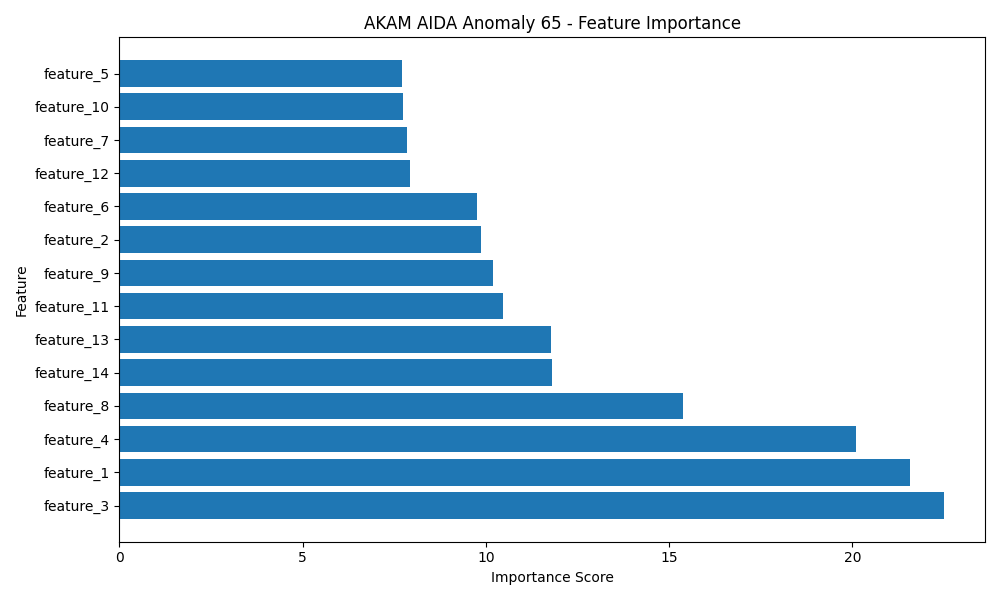 AKAM AIDA Anomaly 65 - Feature Importance
Feature
feature_5
feature_10
feature_7
feature_12
feature_6
feature_2
feature_9
feature_11
feature_13
feature_14
feature_8
feature_4
feature_1
feature_3
0 5 10 15 20
Importance Score